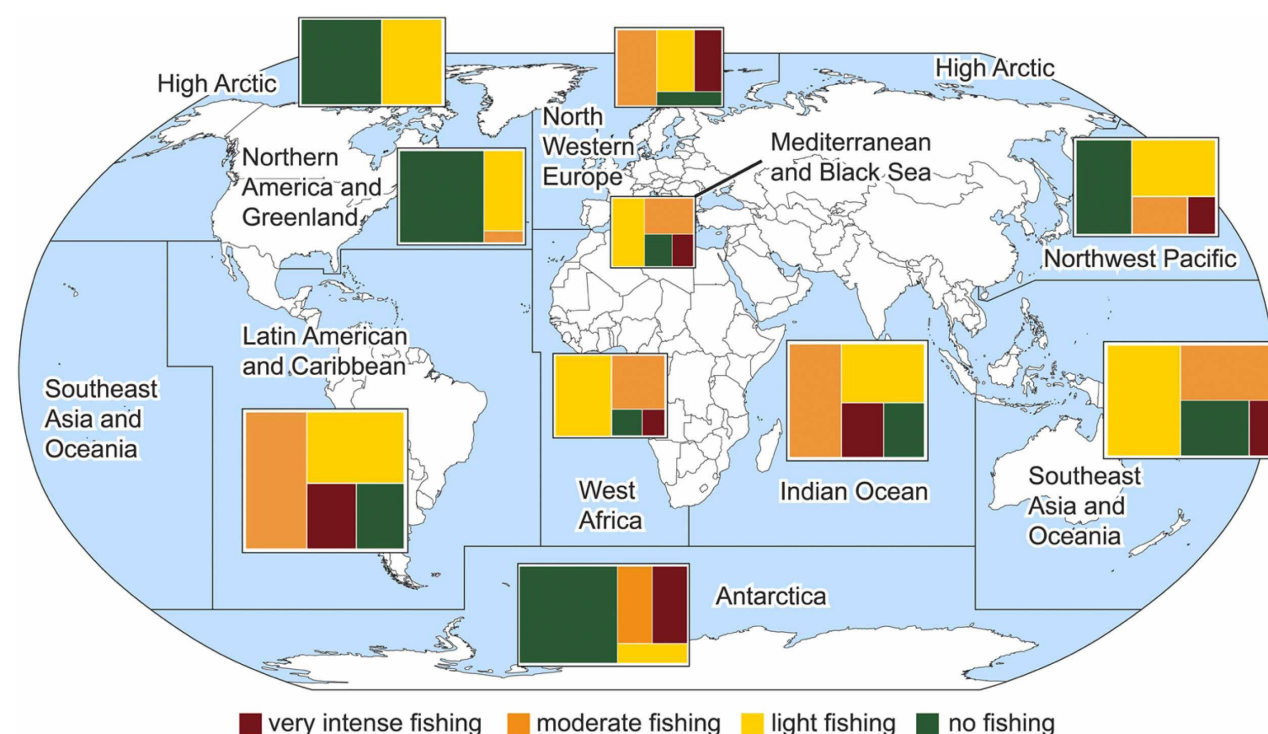 High Arctic
High Arctic
North
Western
Europe
Mediterranean
and Black Sea
Northern
America and
Greenland
Northwest Pacific
Latin American
and Caribbean
Southeast
Asia and
Oceania
West
Africa
Indian Ocean
Southeast
Asia and
Oceania
Antarctica
very intense fishing
moderate fishing
light fishing
no fishing